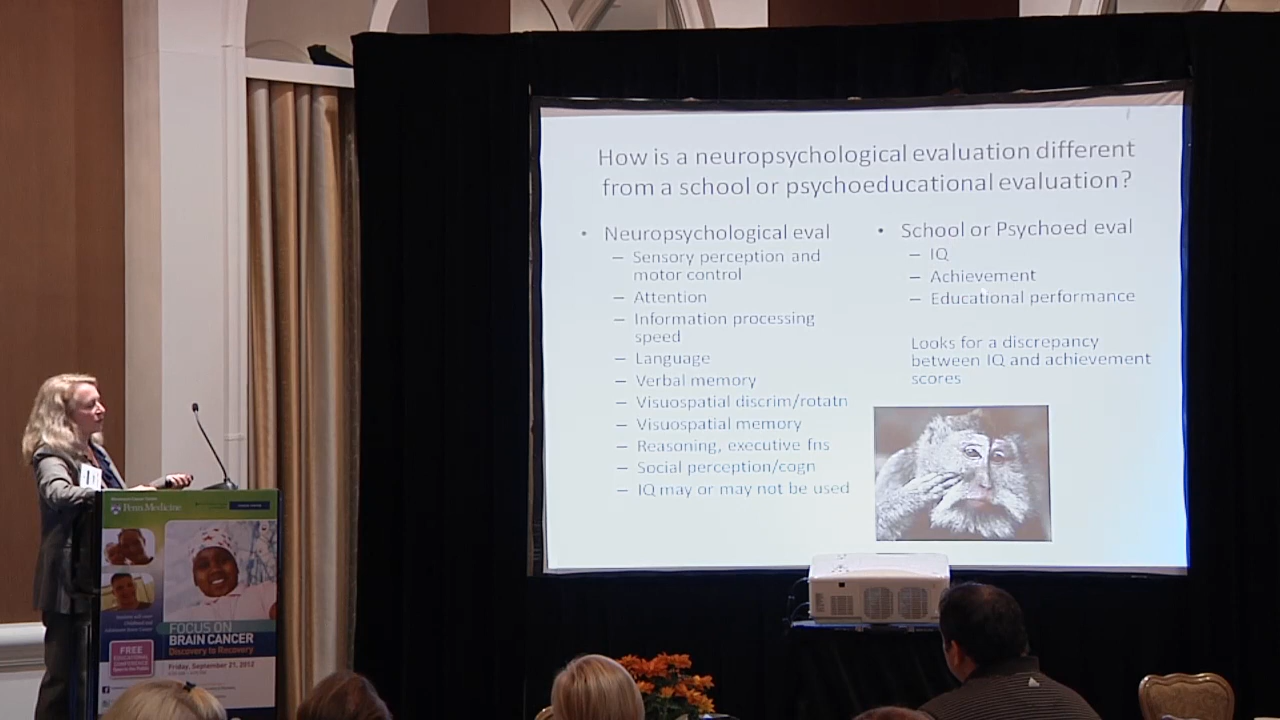 How is a neuropsychological evaluation different
from a school or psychoeducational evaluation?
• Neuropsychological eval
– Sensory perception and
motor control
– Attention
– Information processing
speed
– Language
– Verbal memory
– Visuospatial discrim/rotatn
– Visuospatial memory
– Reasoning, executive fns
– Social perception/cogn
– IQ may or may not be used
• School or Psychoed eval
– IQ
– Achievement
– Educational performance
Looks for a discrepancy
between IQ and achievement
scores
Penn Medicine
FOCUS ON
BRAIN CANCER
Discovery to Recovery
FREE
EDUCATIONAL
CONFERENCE
Friday, September 21, 2012